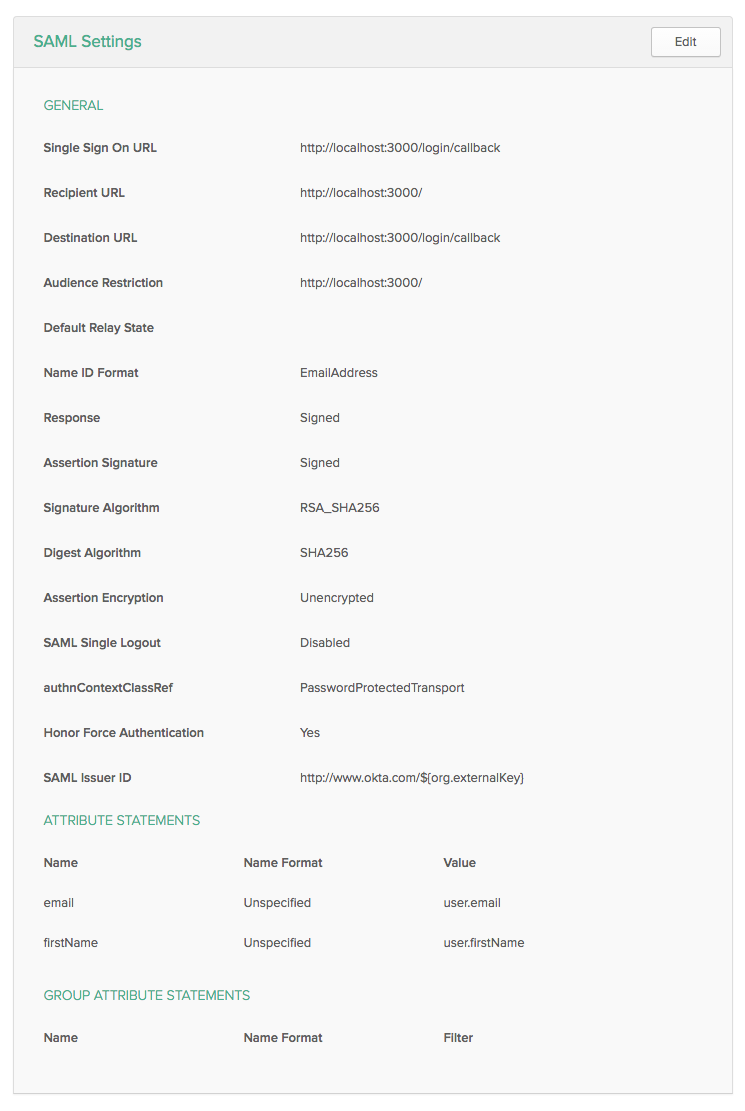 SAML Settings Edit
GENERAL
Single Sign On URL http://localhost:3000/login/callback
Recipient URL http://localhost:3000/
Destination URL http://localhost:3000/login/callback
Audience Restriction http://localhost:3000/
Default Relay State
Name ID Format EmailAddress
Response Signed
Assertion Signature Signed
Signature Algorithm RSA_SHA256
Digest Algorithm SHA256
Assertion Encryption Unencrypted
SAML Single Logout Disabled
authnContextClassRef PasswordProtectedTransport
Honor Force Authentication Yes
SAML Issuer ID http://www.okta.com/${org.externalKey}
ATTRIBUTE STATEMENTS
Name Name Format Value
email Unspecified user.email
firstName Unspecified user.firstName
GROUP ATTRIBUTE STATEMENTS
Name Name Format Filter